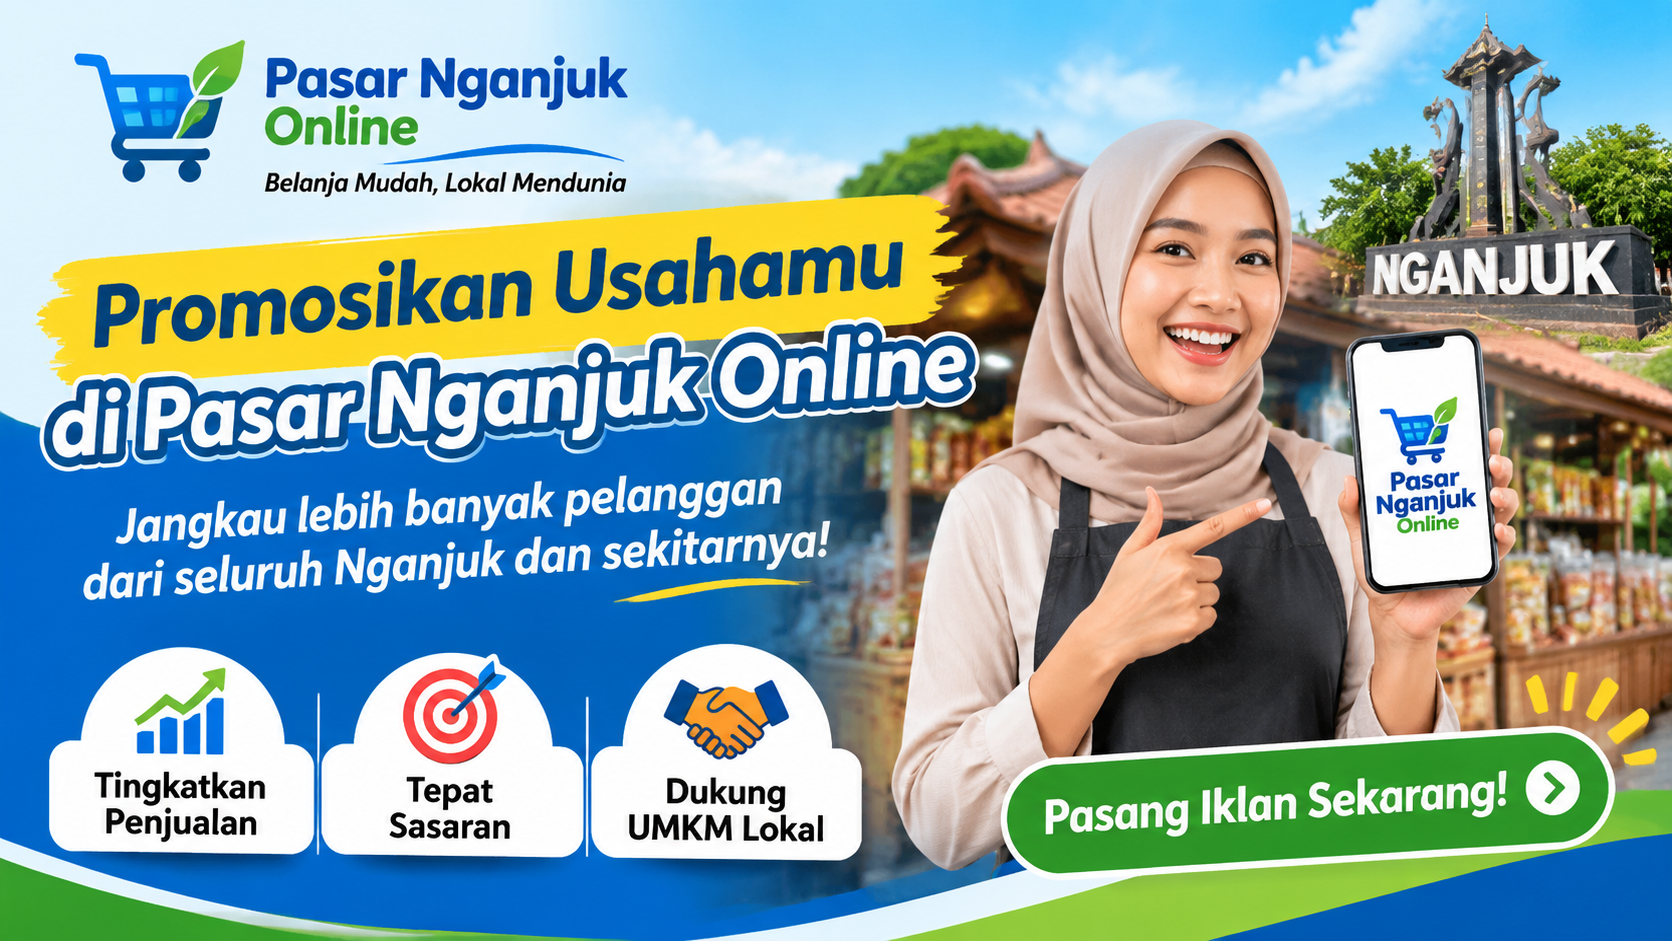 Pasar Nganjuk
Online
Belanja Mudah, Lokal Mendunia
NGANJUK
Promosikan Usahamu
di Pasar Nganjuk Online
Jangkau lebih banyak pelanggan
dari seluruh Nganjuk dan sekitarnya!
Pasar
Nganjuk
Online
Tingkatkan
Penjualan
Tepat
Sasaran
Dukung
UMKM Lokal
Pasang Iklan Sekarang!